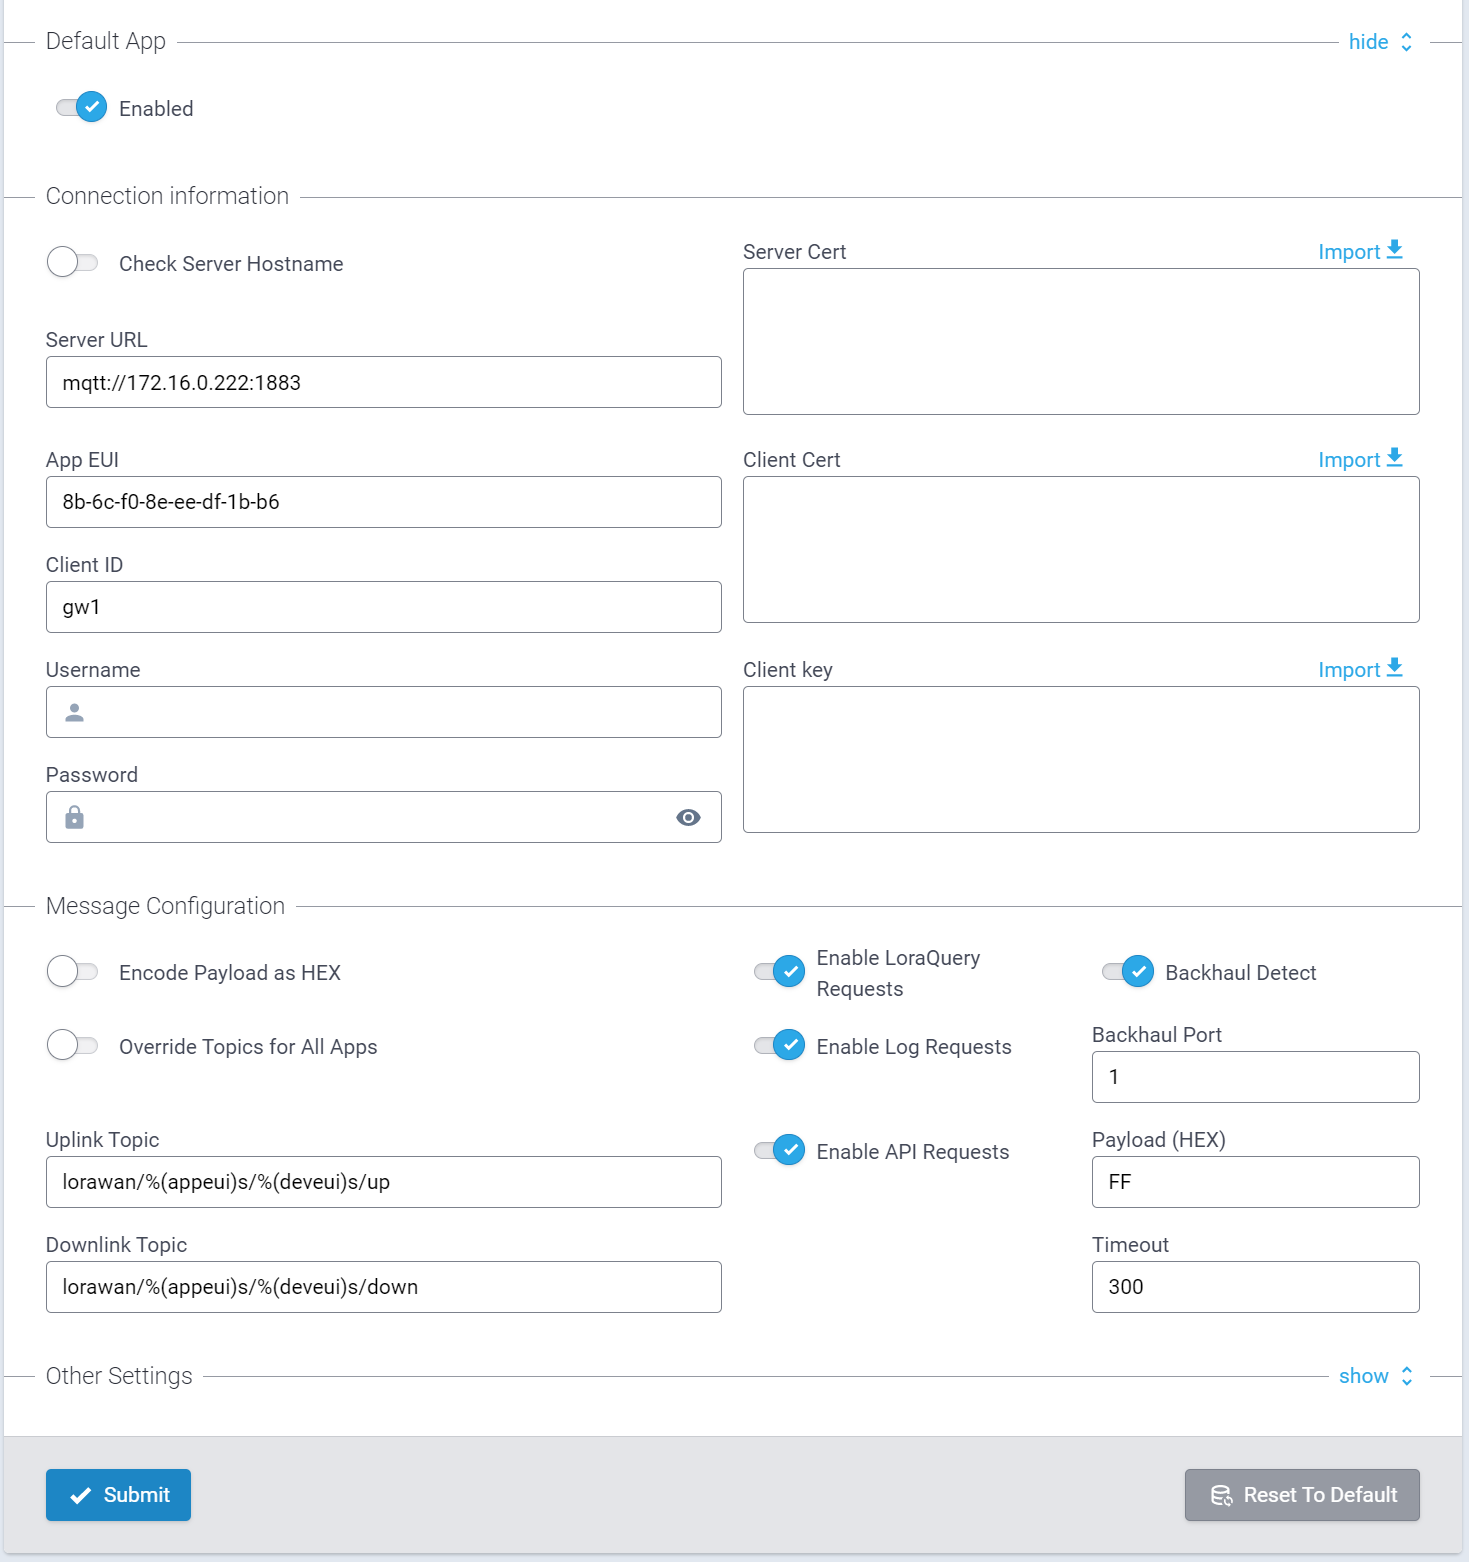 Default App
hide
Enabled
Connection information
Check Server Hostname
Server URL
mqtt://172.16.0.222:1883
App EUI
8b-6c-f0-8e-ee-df-1b-b6
Client ID
gw1
Username
Password
Server Cert
Import
Client Cert
Import
Client key
Import
Message Configuration
Encode Payload as HEX
Override Topics for All Apps
Uplink Topic
lorawan/%(appeui)s/%(deveui)s/up
Downlink Topic
lorawan/%(appeui)s/%(deveui)s/down
Enable LoraQuery
Requests
Enable Log Requests
Enable API Requests
Backhaul Detect
Backhaul Port
1
Payload (HEX)
FF
Timeout
300
Other Settings
show
Submit
Reset To Default